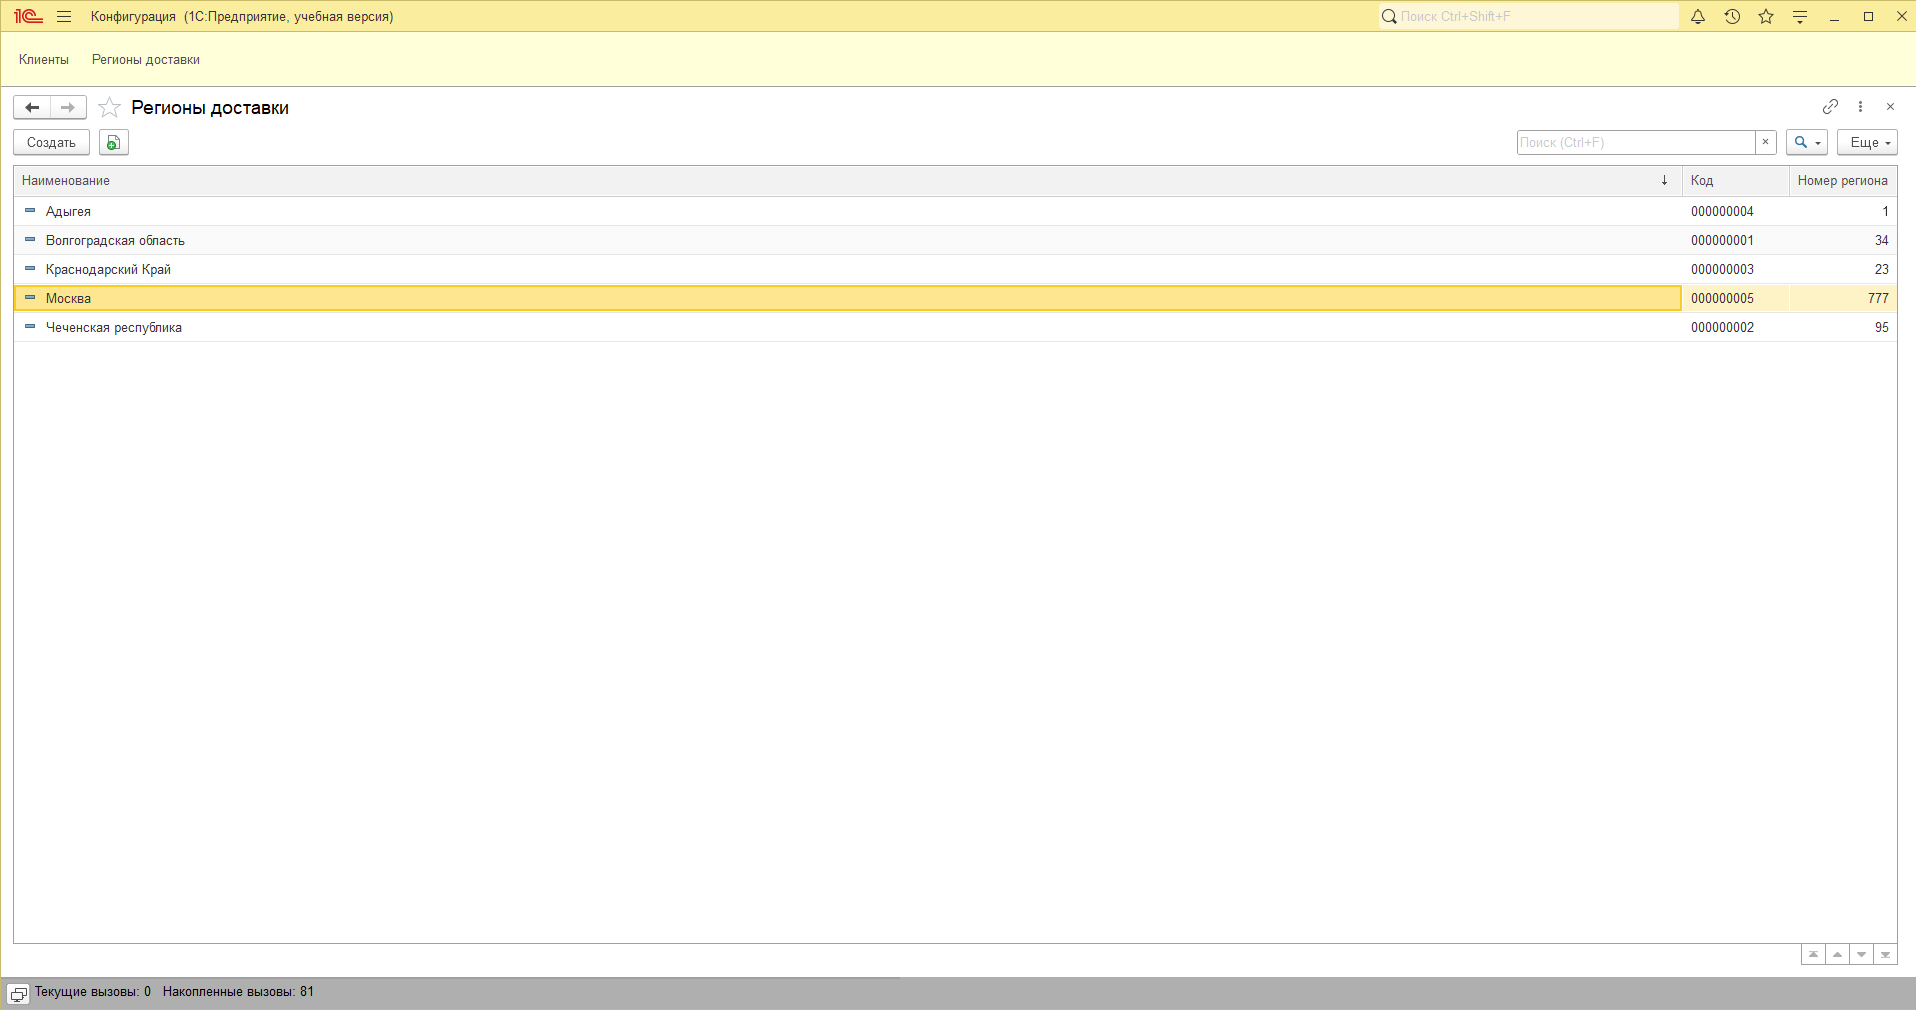 1С Конфигурация (1С:Предприятие, учебная версия) Поиск Ctrl+Shift+F
Клиенты Регионы доставки
Регионы доставки
Создать Поиск (Ctrl+F) Еще
Наименование Код Номер региона
Адыгея 000000004 1
Волгоградская область 000000001 34
Краснодарский Край 000000003 23
Москва 000000005 777
Чеченская республика 000000002 95
Текущие вызовы: 0 Накопленные вызовы: 81